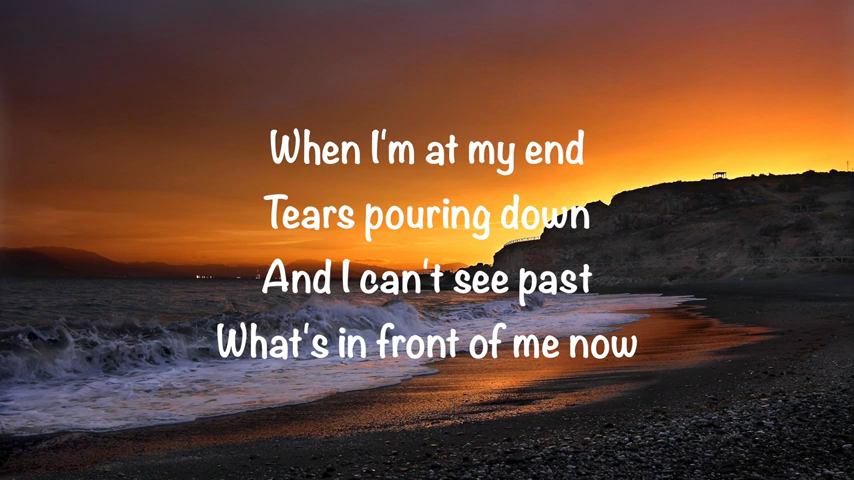 When I'm at my end
Tears pouring down
And I can't see past
What's in front of me now